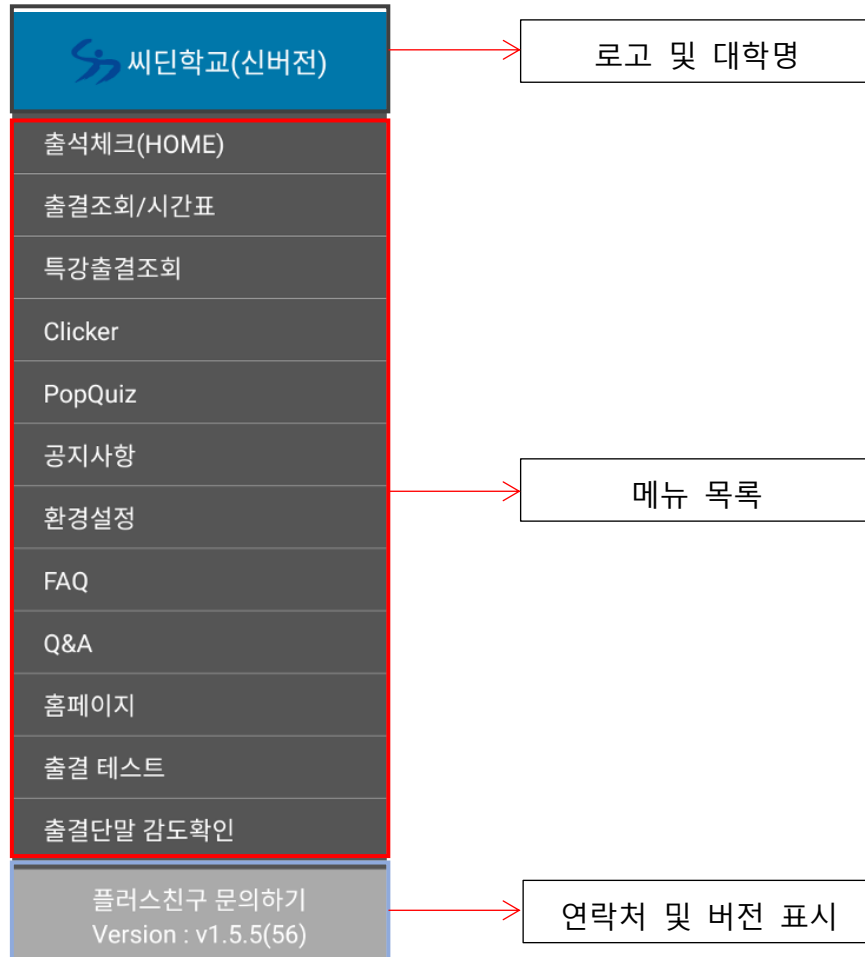 씨딘학교(신버전)
로고 및 대학명
출석체크(HOME)
출결조회/시간표
특강출결조회
Clicker
PopQuiz
공지사항
메뉴 목록
환경설정
FAQ
Q&A
홈페이지
출결 테스트
출결단말 감도확인
플러스친구 문의하기
Version : v1.5.5(56)
연락처 및 버전 표시